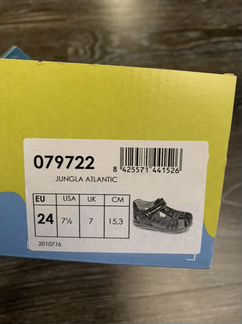 079722
8 425571 441526
JUNGLA ATLANTIC
EU USA UK CM
24 7½ 7 15,3
2010716